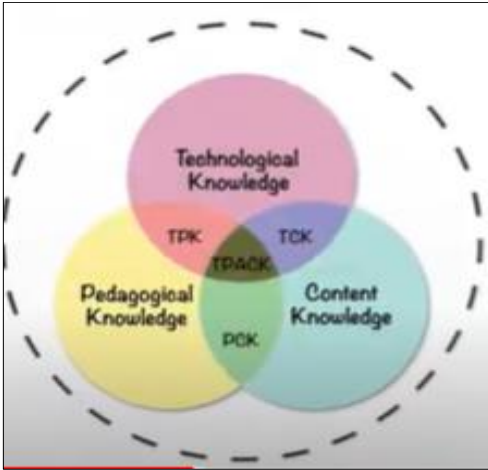 Technological
Knowledge
TPK
TCK
TPACK
Pedagogical
Knowledge
Content
Knowledge
PCK